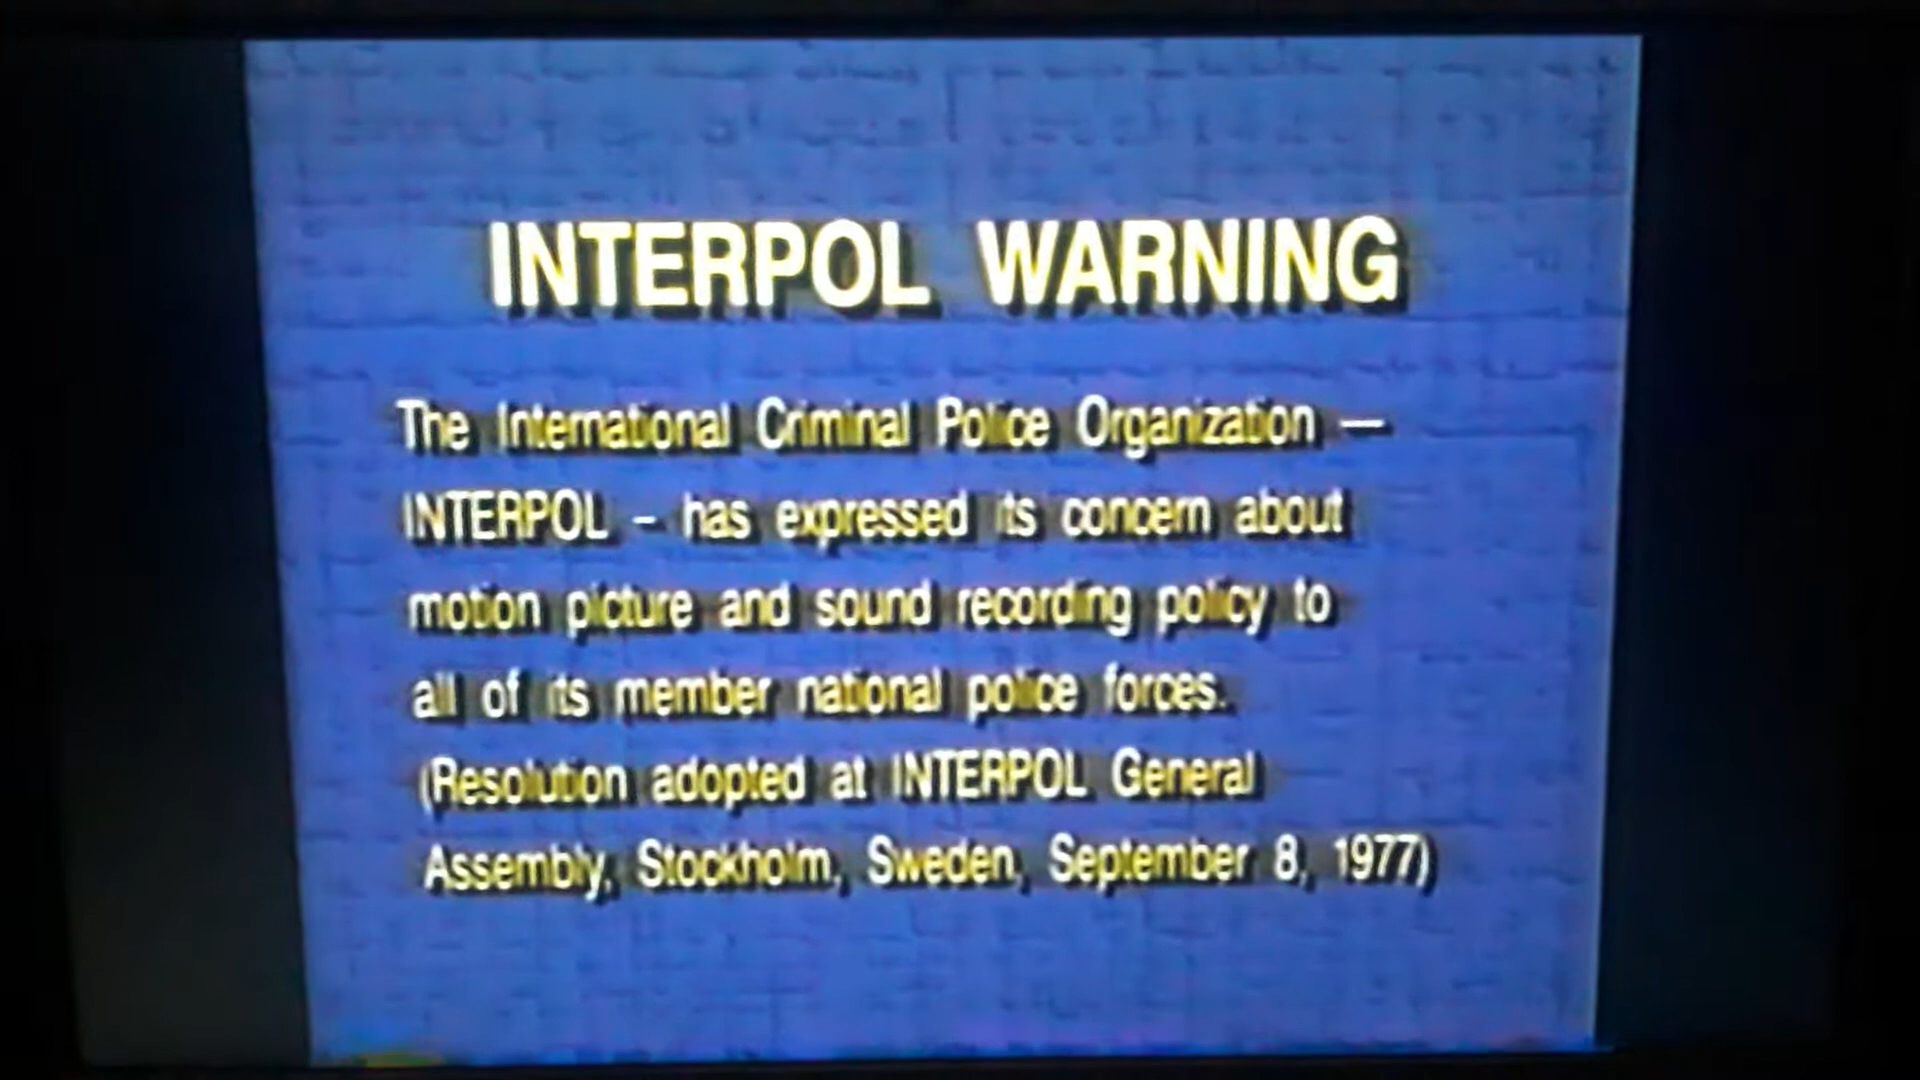 INTERPOL WARNING
The International Criminal Police Organization —
INTERPOL – has expressed its concern about
motion picture and sound recording policy to
all of its member national police forces.
(Resolution adopted at INTERPOL General
Assembly, Stockholm, Sweden, September 8, 1977)